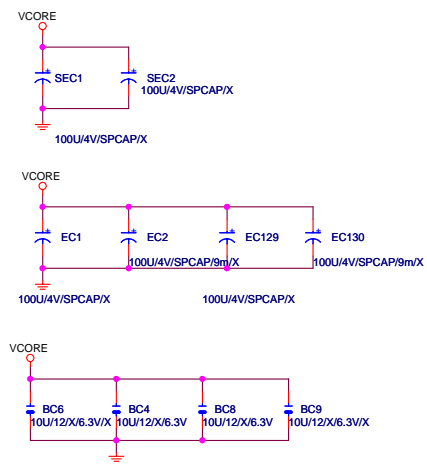 VCORE
SEC1
SEC2
100U/4V/SPCAP/X
100U/4V/SPCAP/X
VCORE
EC1
EC2
EC129
EC130
100U/4V/SPCAP/9m/X
100U/4V/SPCAP/9m/X
100U/4V/SPCAP/X
100U/4V/SPCAP/X
VCORE
BC6
BC4
BC8
BC9
10U/12/X/6.3V/X
10U/12/X/6.3V
10U/12/X/6.3V
10U/12/X/6.3V/X